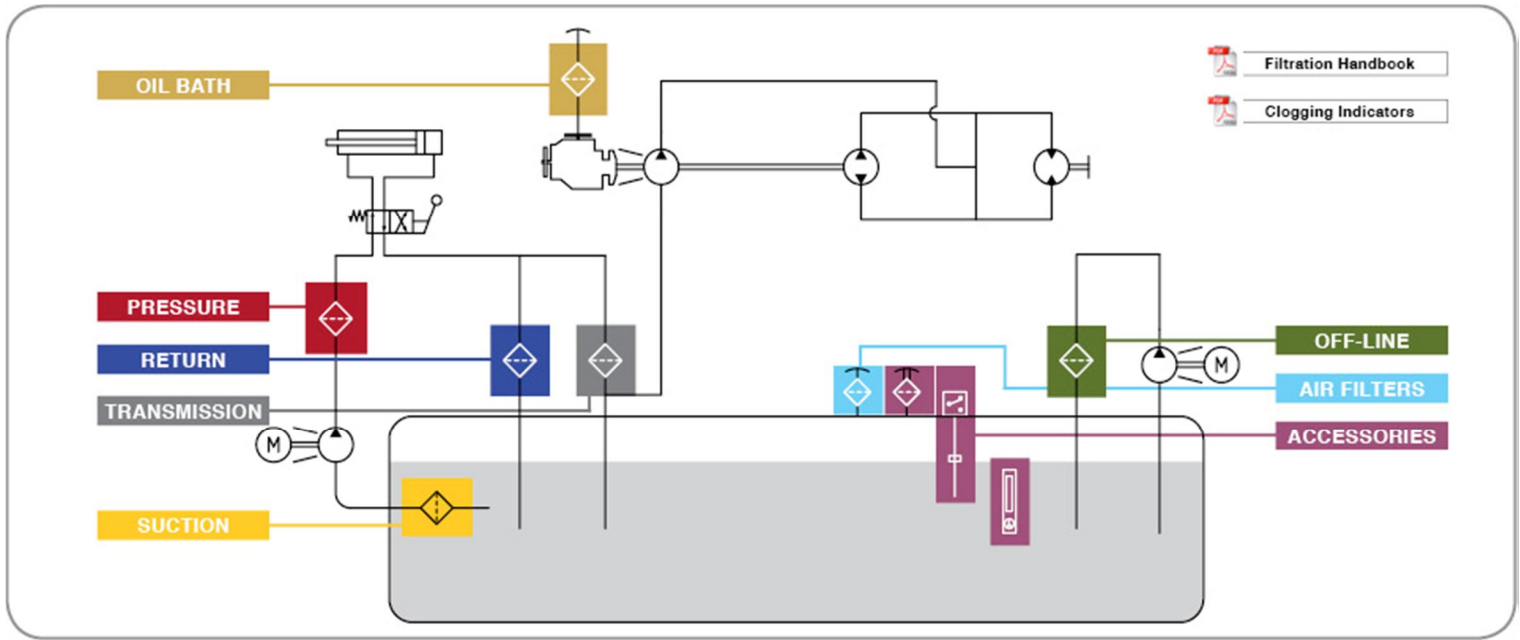 OIL BATH
Filtration Handbook
Clogging Indicators
PRESSURE
RETURN
TRANSMISSION
M
SUCTION
OFF-LINE
M
AIR FILTERS
ACCESSORIES